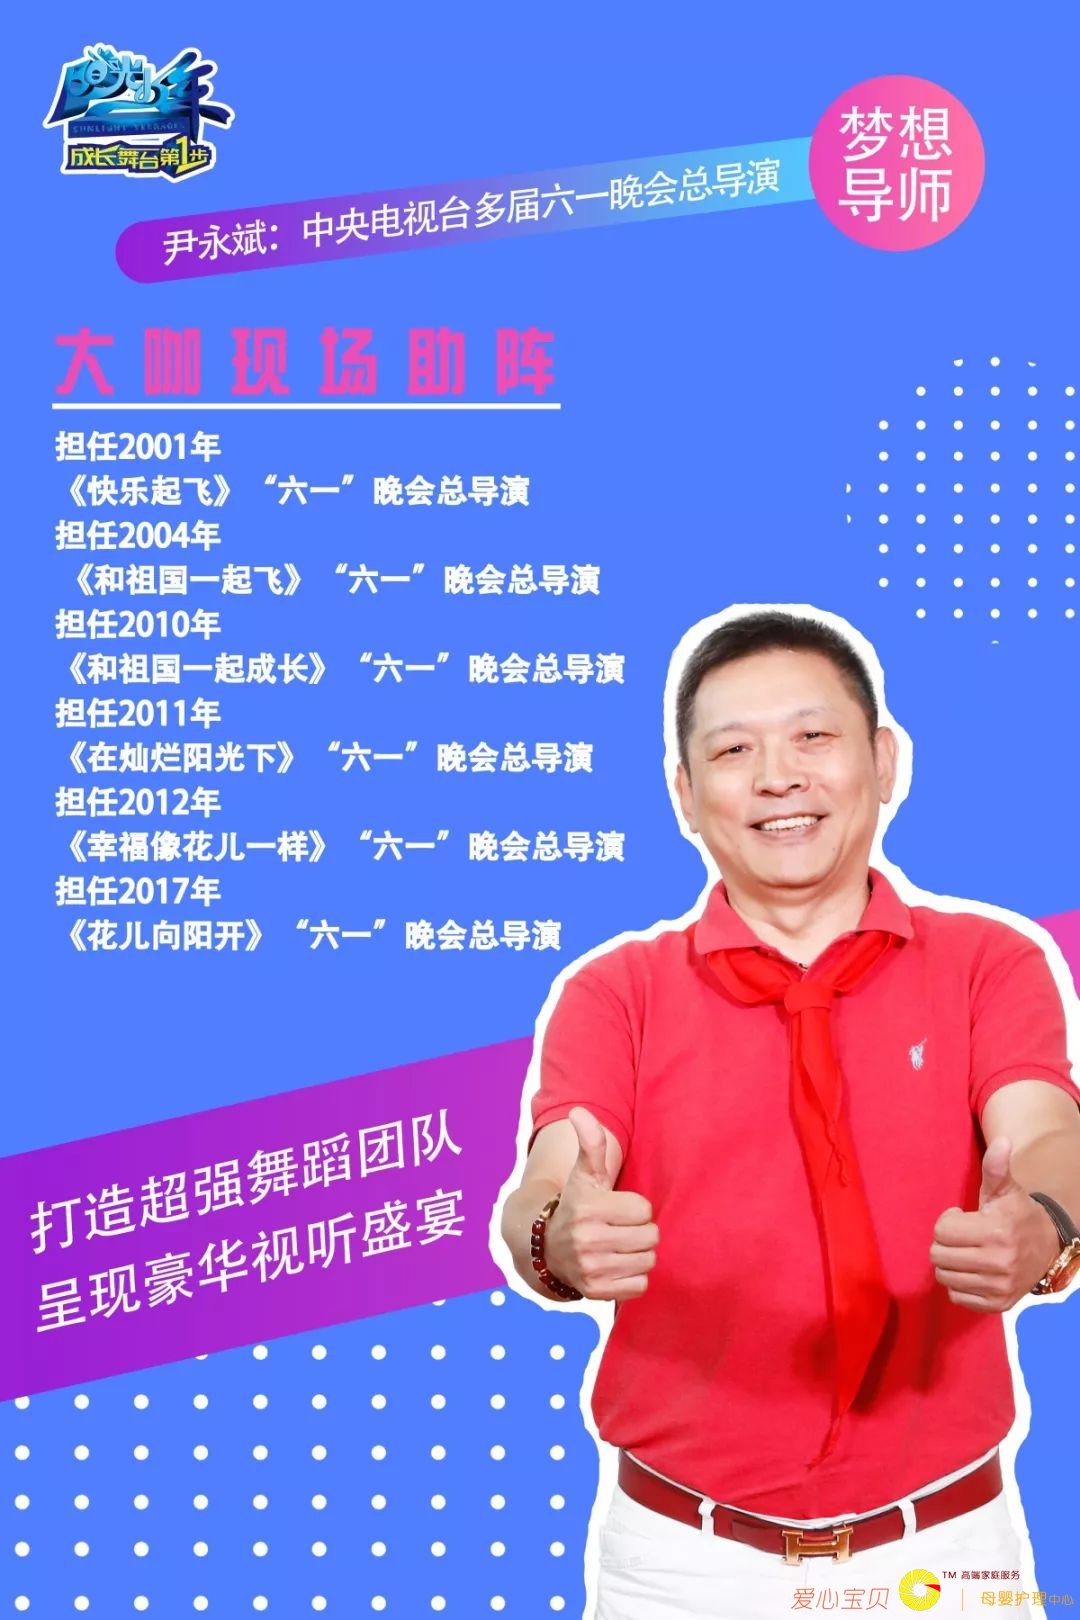 阳光少年
SUNLIGHT TEENAGER
成长舞台第1步
梦想
导师
尹永斌：中央电视台多届六一晚会总导演
大咖现场助阵
担任2001年
《快乐起飞》“六一”晚会总导演
担任2004年
《和祖国一起飞》“六一”晚会总导演
担任2010年
《和祖国一起成长》“六一”晚会总导演
担任2011年
《在灿烂阳光下》“六一”晚会总导演
担任2012年
《幸福像花儿一样》“六一”晚会总导演
担任2017年
《花儿向阳开》“六一”晚会总导演
打造超强舞蹈团队
呈现豪华视听盛宴
TM 高端家庭服务
爱心宝贝 | 母婴护理中心